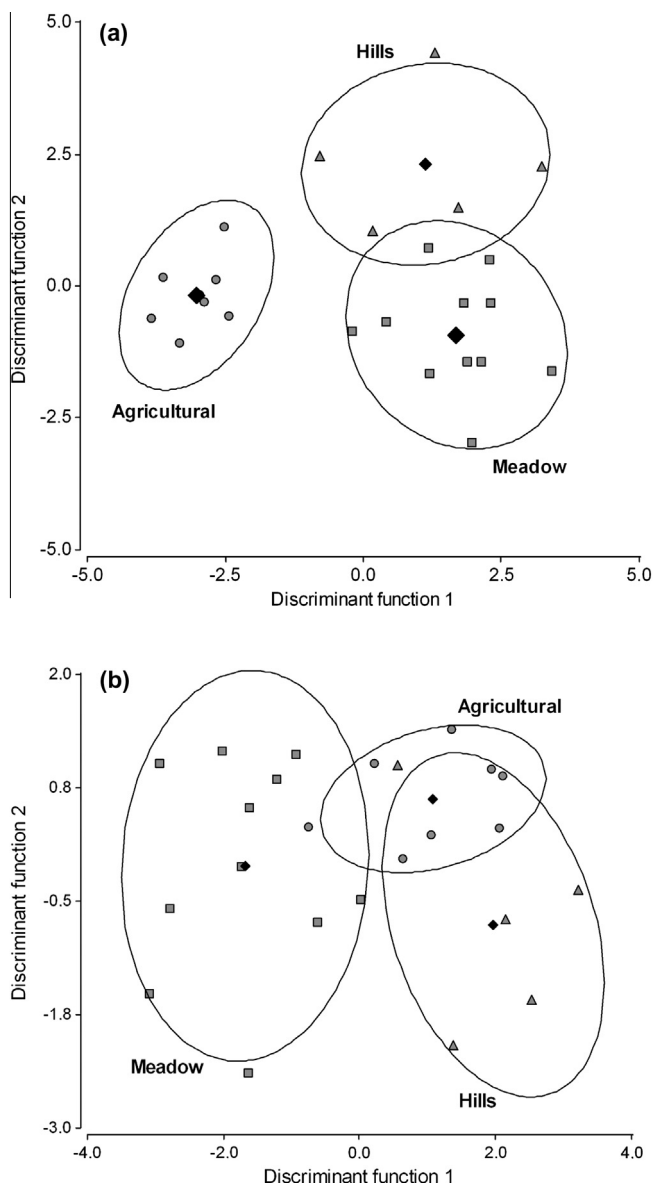 (a)
Hills
5.0
2.5
0.0
-2.5
-5.0
Discriminant function 2
Agricultural
Meadow
-5.0 -2.5 0.0 2.5 5.0
Discriminant function 1
(b)
Agricultural
2.0
0.8
-0.5
-1.8
-3.0
Discriminant function 2
Meadow
Hills
-4.0 -2.0 0.0 2.0 4.0
Discriminant function 1